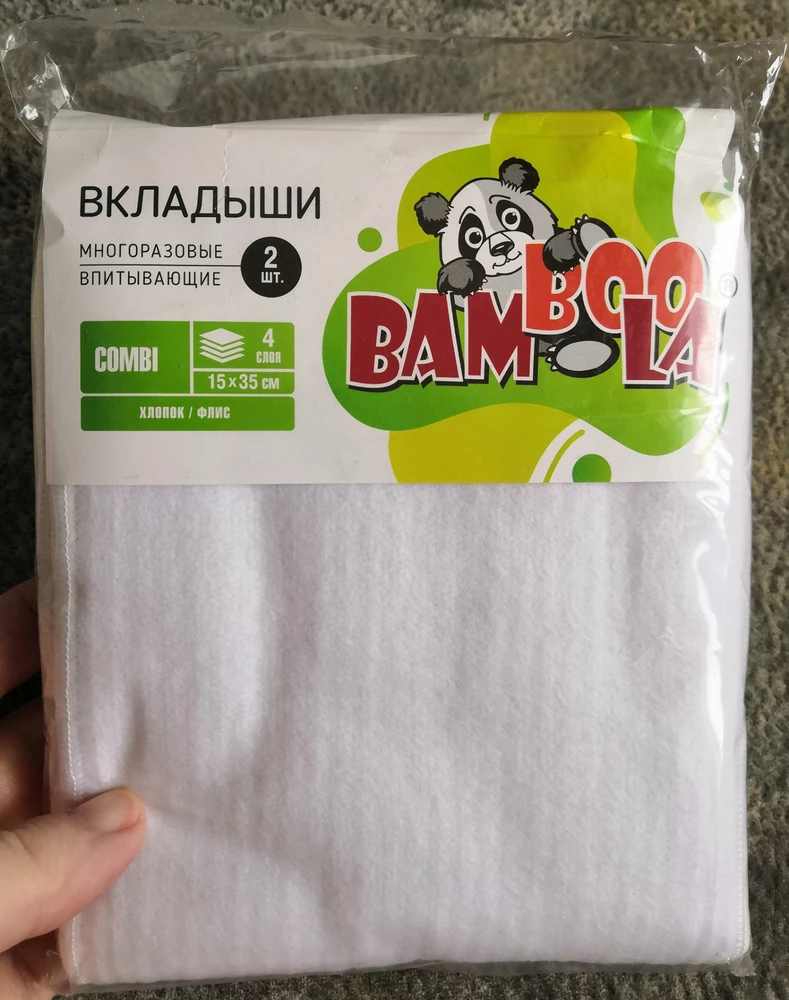 ВКЛАДЫШИ
МНОГОРАЗОВЫЕ
ВПИТЫВАЮЩИЕ
2
ШТ.
COMBI
4
СЛОЯ
15 x 35 СМ
ХЛОПОК / ФЛИС
BAMBOOLA®